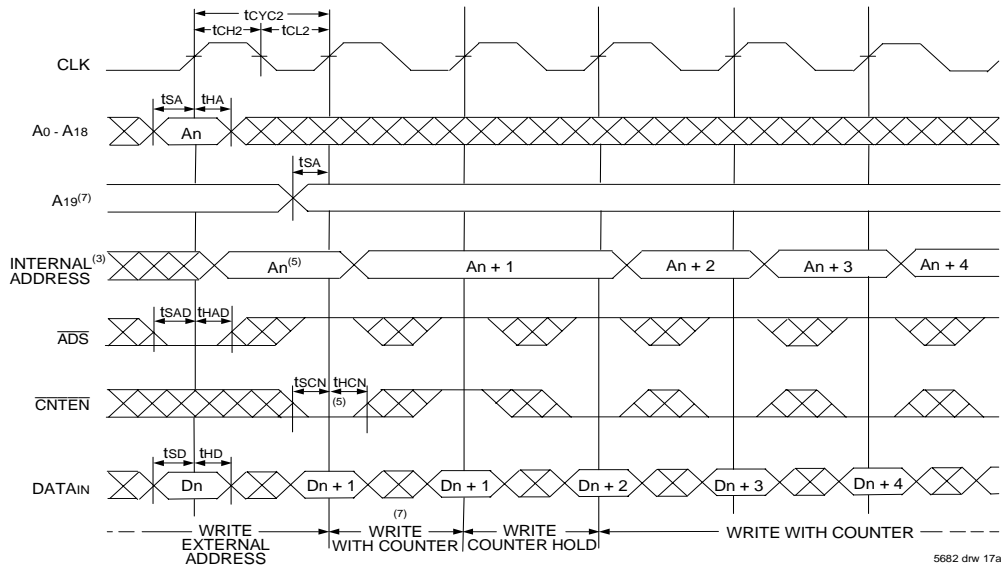 tCYC2
tCH2 tCL2
CLK
tSA tHA
A0 - A18 An
tSA
A19(7)
INTERNAL(3) ADDRESS An(5) An + 1 An + 2 An + 3 An + 4
tSAD tHAD
ADS
tSCN tHCN
CNTEN (5)
tSD tHD
DATAIN Dn Dn + 1 Dn + 1 Dn + 2 Dn + 3 Dn + 4
WRITE EXTERNAL ADDRESS
(7)
WRITE WITH COUNTER
WRITE COUNTER HOLD
WRITE WITH COUNTER
5682 drw 17a